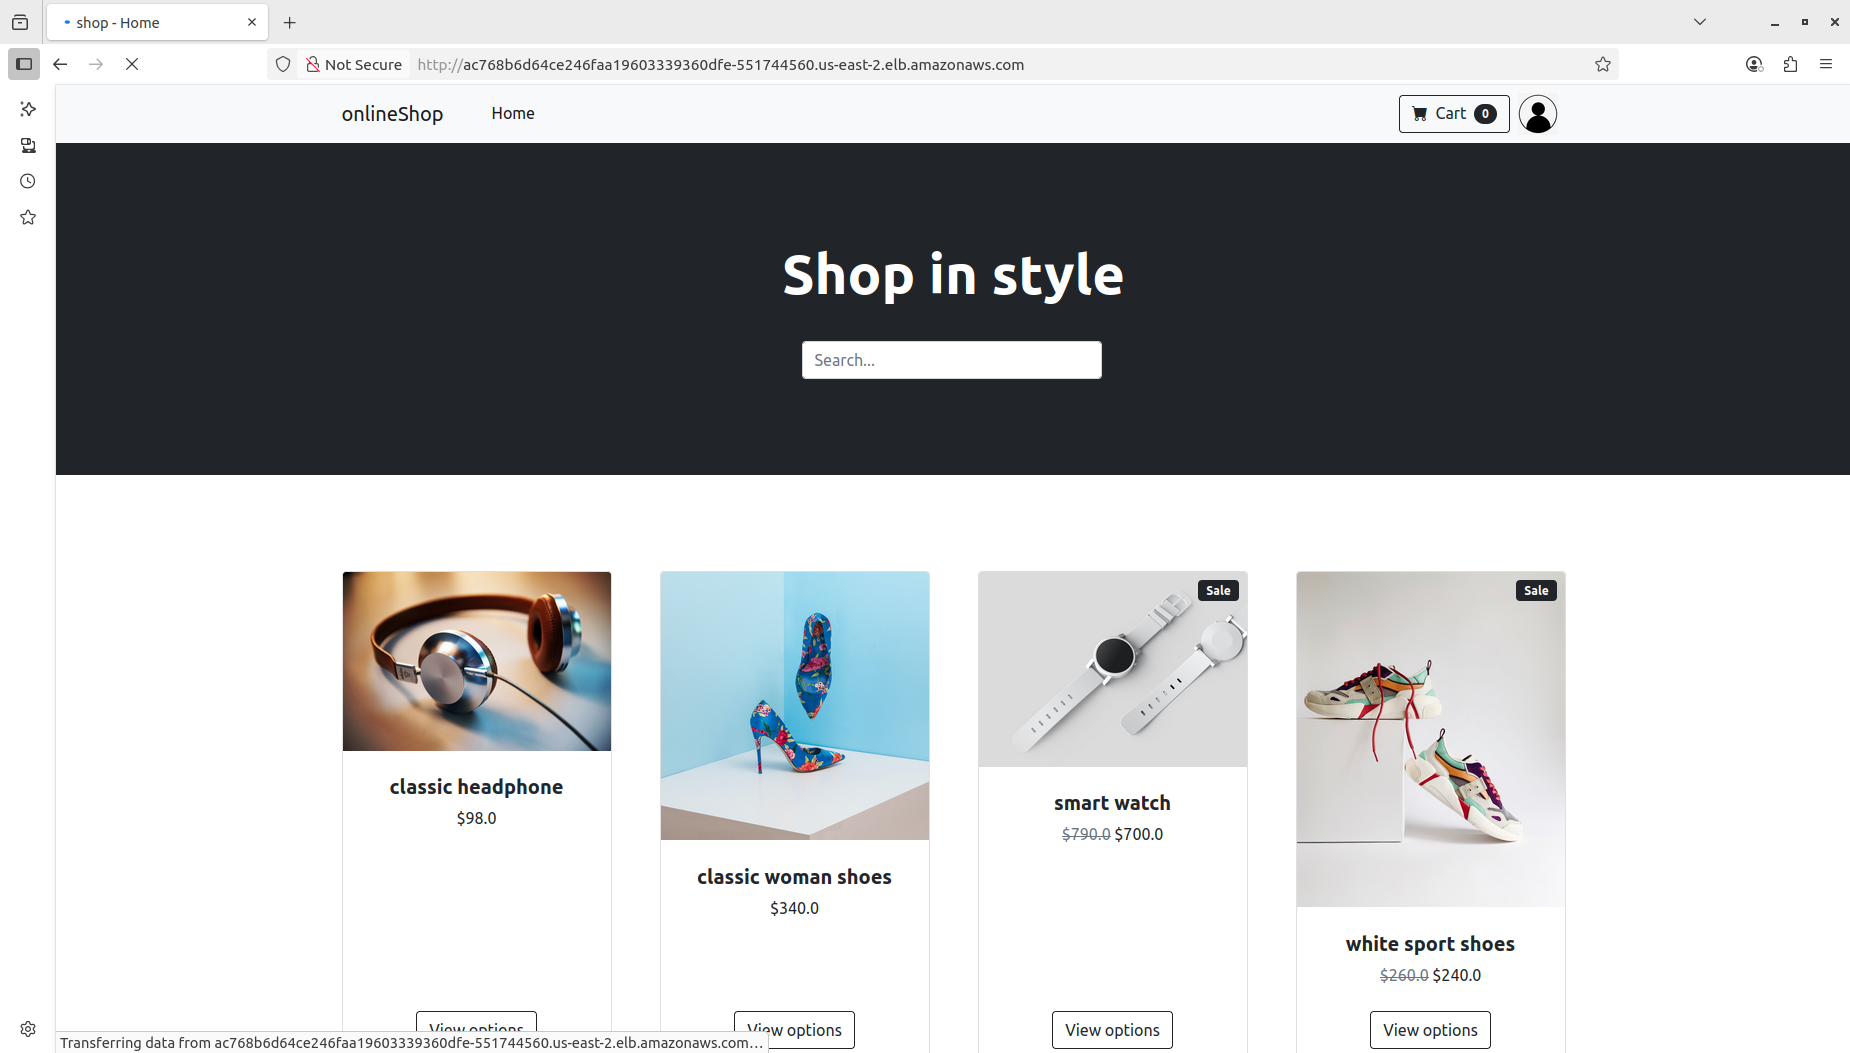 shop - Home
Not Secure
http://ac768b6d64ce246faa19603339360dfe-551744560.us-east-2.elb.amazonaws.com
onlineShop
Home
Cart 0
Shop in style
Search...
Sale
Sale
classic headphone
$98.0
classic woman shoes
$340.0
smart watch
$790.0 $700.0
white sport shoes
$260.0 $240.0
View options
View options
View options
View options
Transferring data from ac768b6d64ce246faa19603339360dfe-551744560.us-east-2.elb.amazonaws.com…